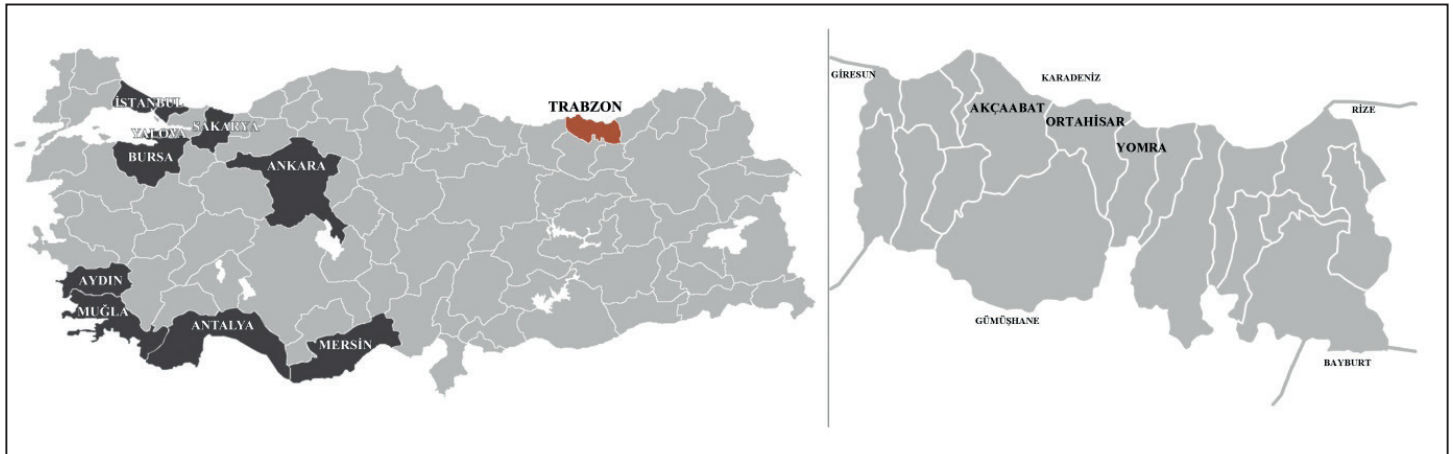 İSTANBUL
YALOVA
SAKARYA
BURSA
ANKARA
TRABZON
AYDIN
MUĞLA
ANTALYA
MERSİN
GİRESUN
KARADENİZ
RİZE
AKÇAABAT
ORTAHİSAR
YOMRA
GÜMÜŞHANE
BAYBURT